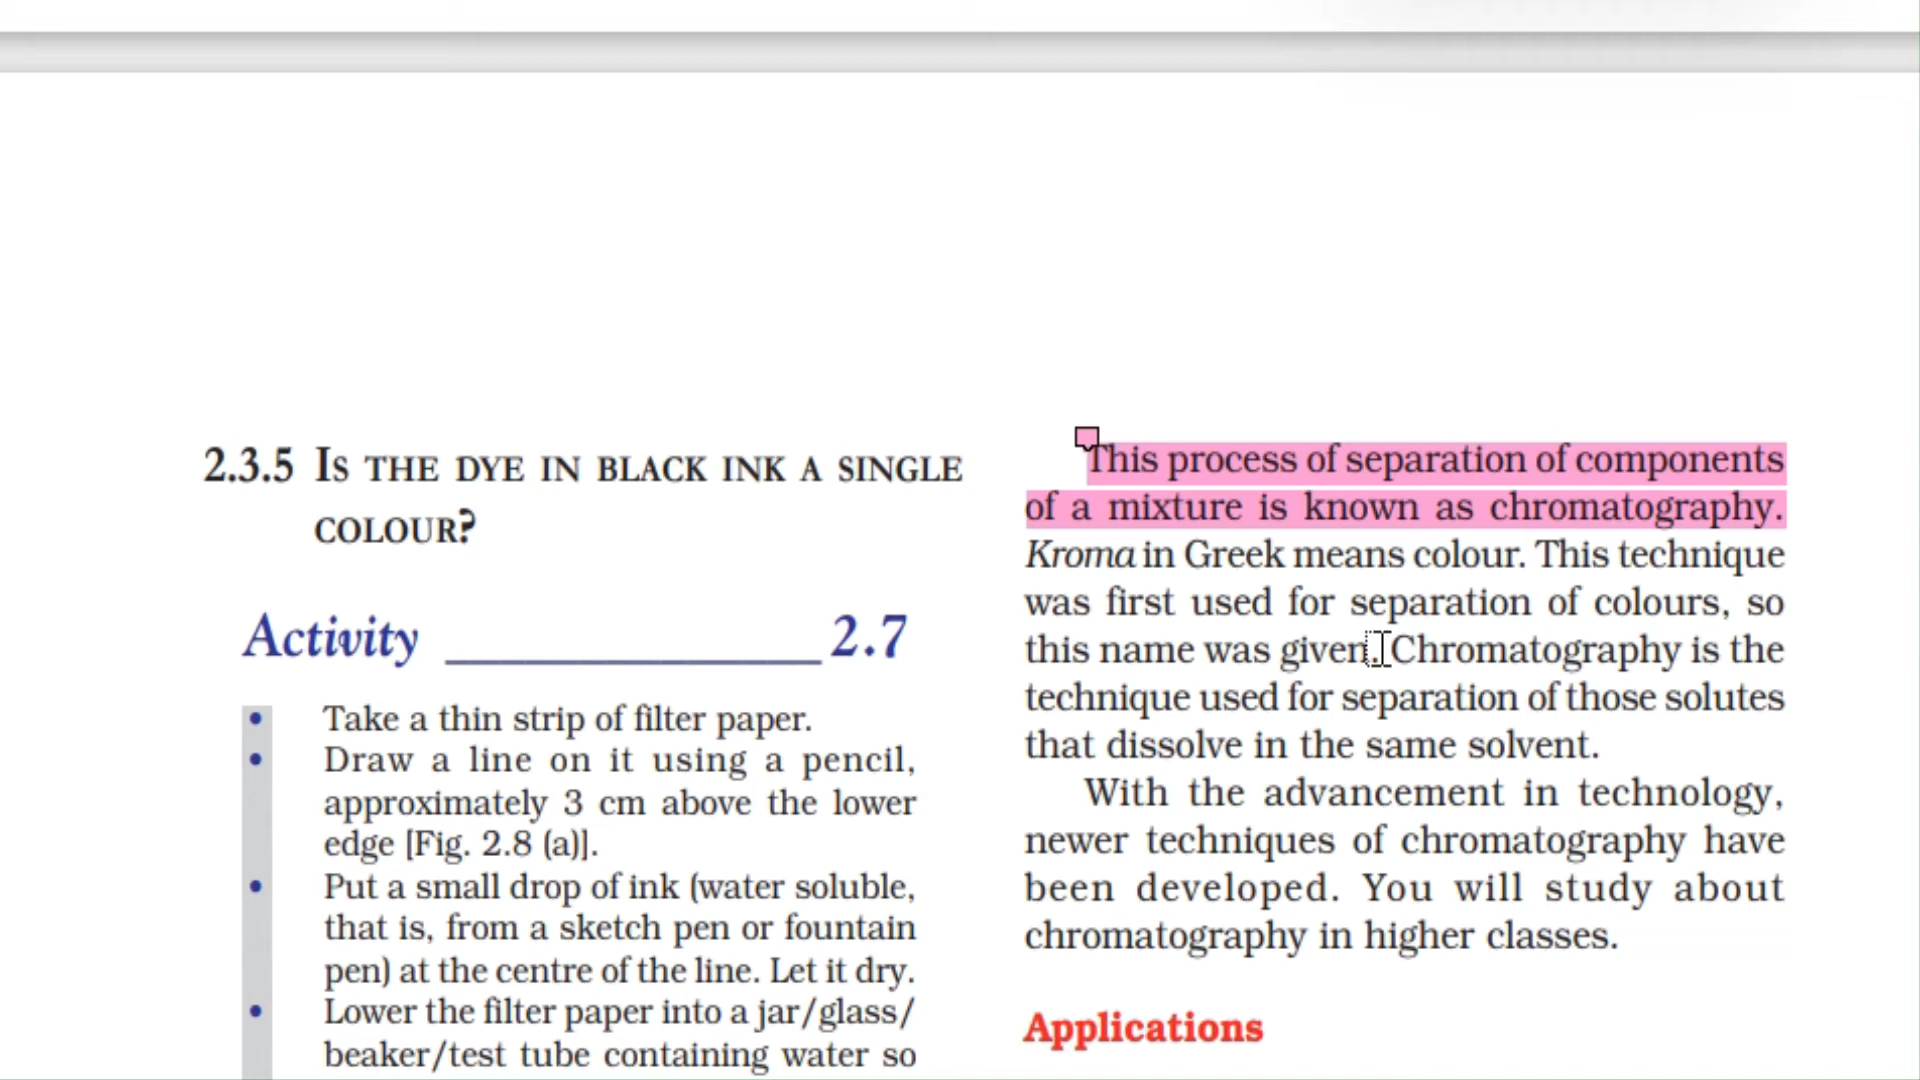 2.3.5 IS THE DYE IN BLACK INK A SINGLE
COLOUR?
Activity 2.7
• Take a thin strip of filter paper.
• Draw a line on it using a pencil,
approximately 3 cm above the lower
edge [Fig. 2.8 (a)].
• Put a small drop of ink (water soluble,
that is, from a sketch pen or fountain
pen) at the centre of the line. Let it dry.
• Lower the filter paper into a jar/glass/
beaker/test tube containing water so
This process of separation of components
of a mixture is known as chromatography.
Kroma in Greek means colour. This technique
was first used for separation of colours, so
this name was given. Chromatography is the
technique used for separation of those solutes
that dissolve in the same solvent.
With the advancement in technology,
newer techniques of chromatography have
been developed. You will study about
chromatography in higher classes.
Applications